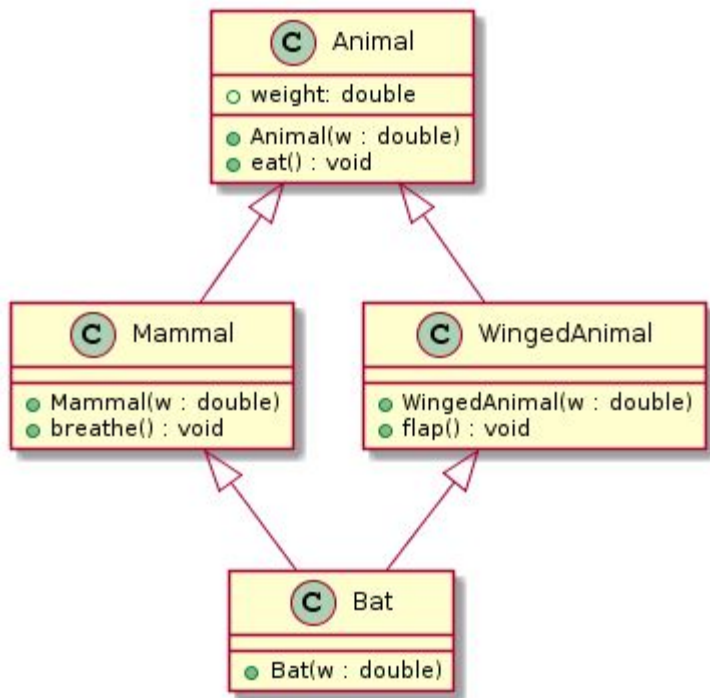 C Animal
weight: double
Animal(w : double)
eat() : void
C Mammal
Mammal(w : double)
breathe() : void
C WingedAnimal
WingedAnimal(w : double)
flap() : void
C Bat
Bat(w : double)